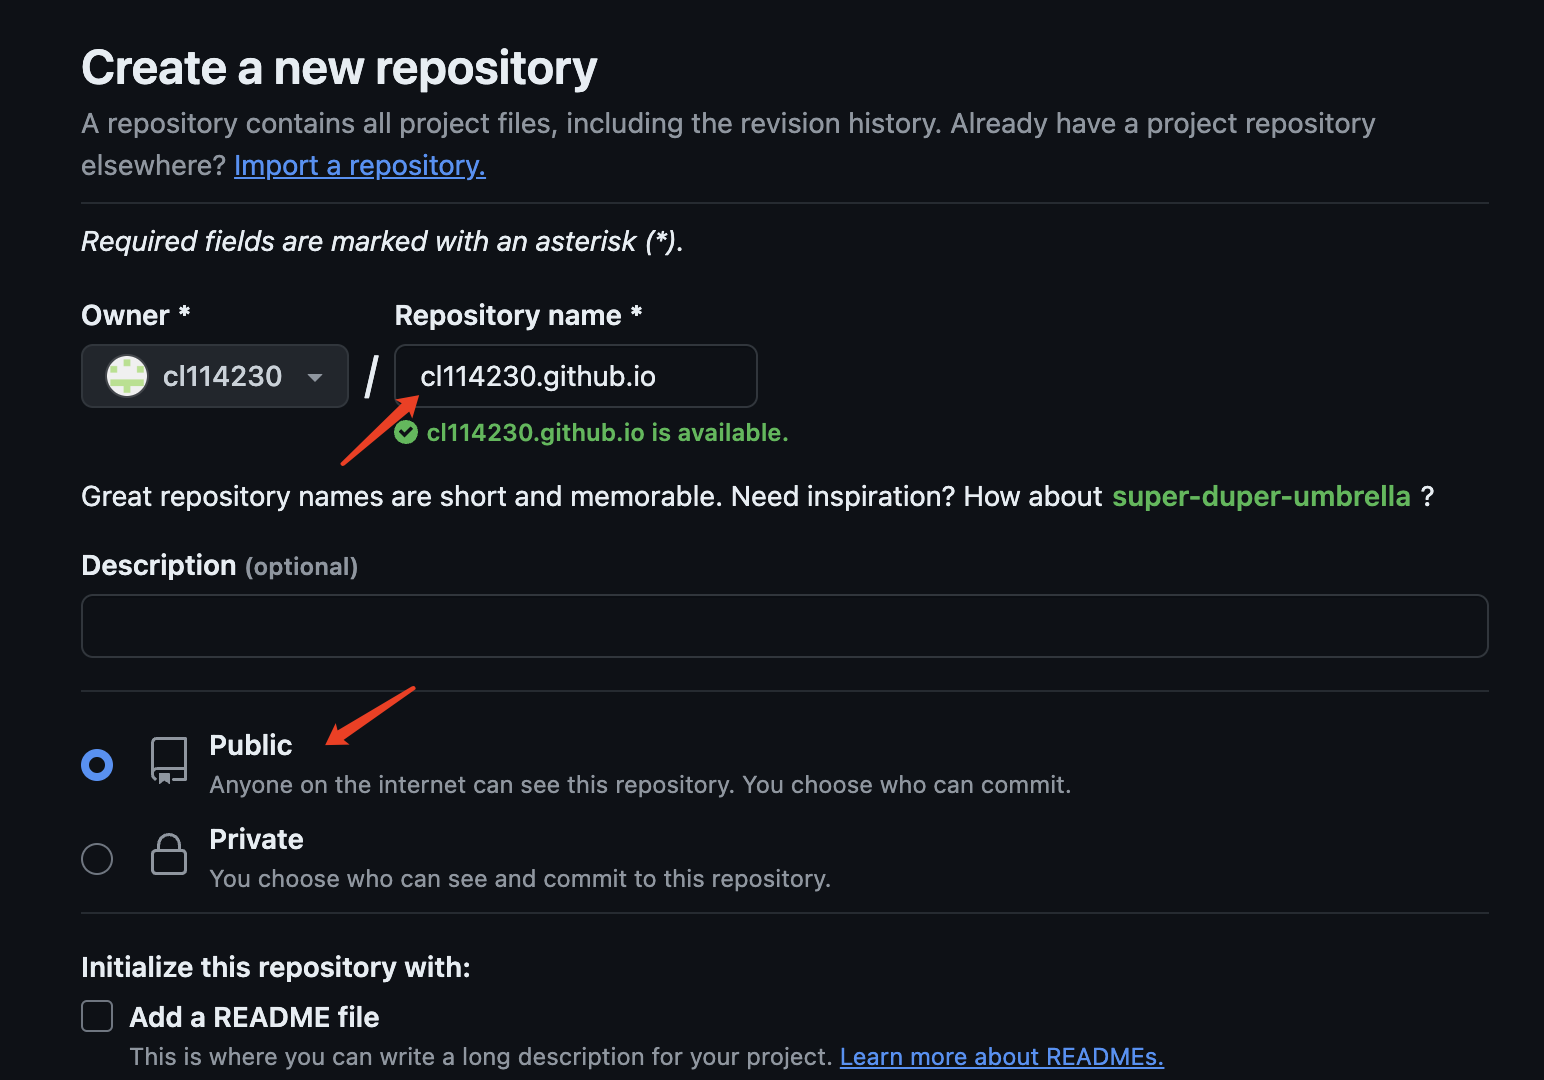 Create a new repository
A repository contains all project files, including the revision history. Already have a project repository
elsewhere? Import a repository.
Required fields are marked with an asterisk (*).
Owner * Repository name *
cl114230 / cl114230.github.io
cl114230.github.io is available.
Great repository names are short and memorable. Need inspiration? How about super-duper-umbrella ?
Description (optional)
Public
Anyone on the internet can see this repository. You choose who can commit.
Private
You choose who can see and commit to this repository.
Initialize this repository with:
Add a README file
This is where you can write a long description for your project. Learn more about READMEs.